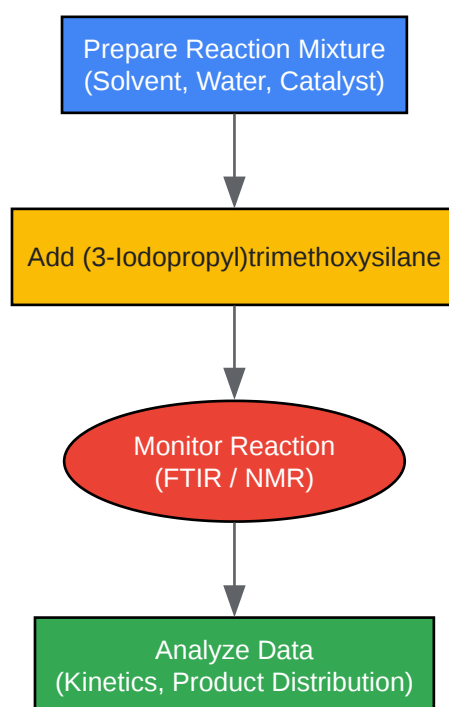 Prepare Reaction Mixture
(Solvent, Water, Catalyst)
Add (3-Iodopropyl)trimethoxysilane
Monitor Reaction
(FTIR / NMR)
Analyze Data
(Kinetics, Product Distribution)